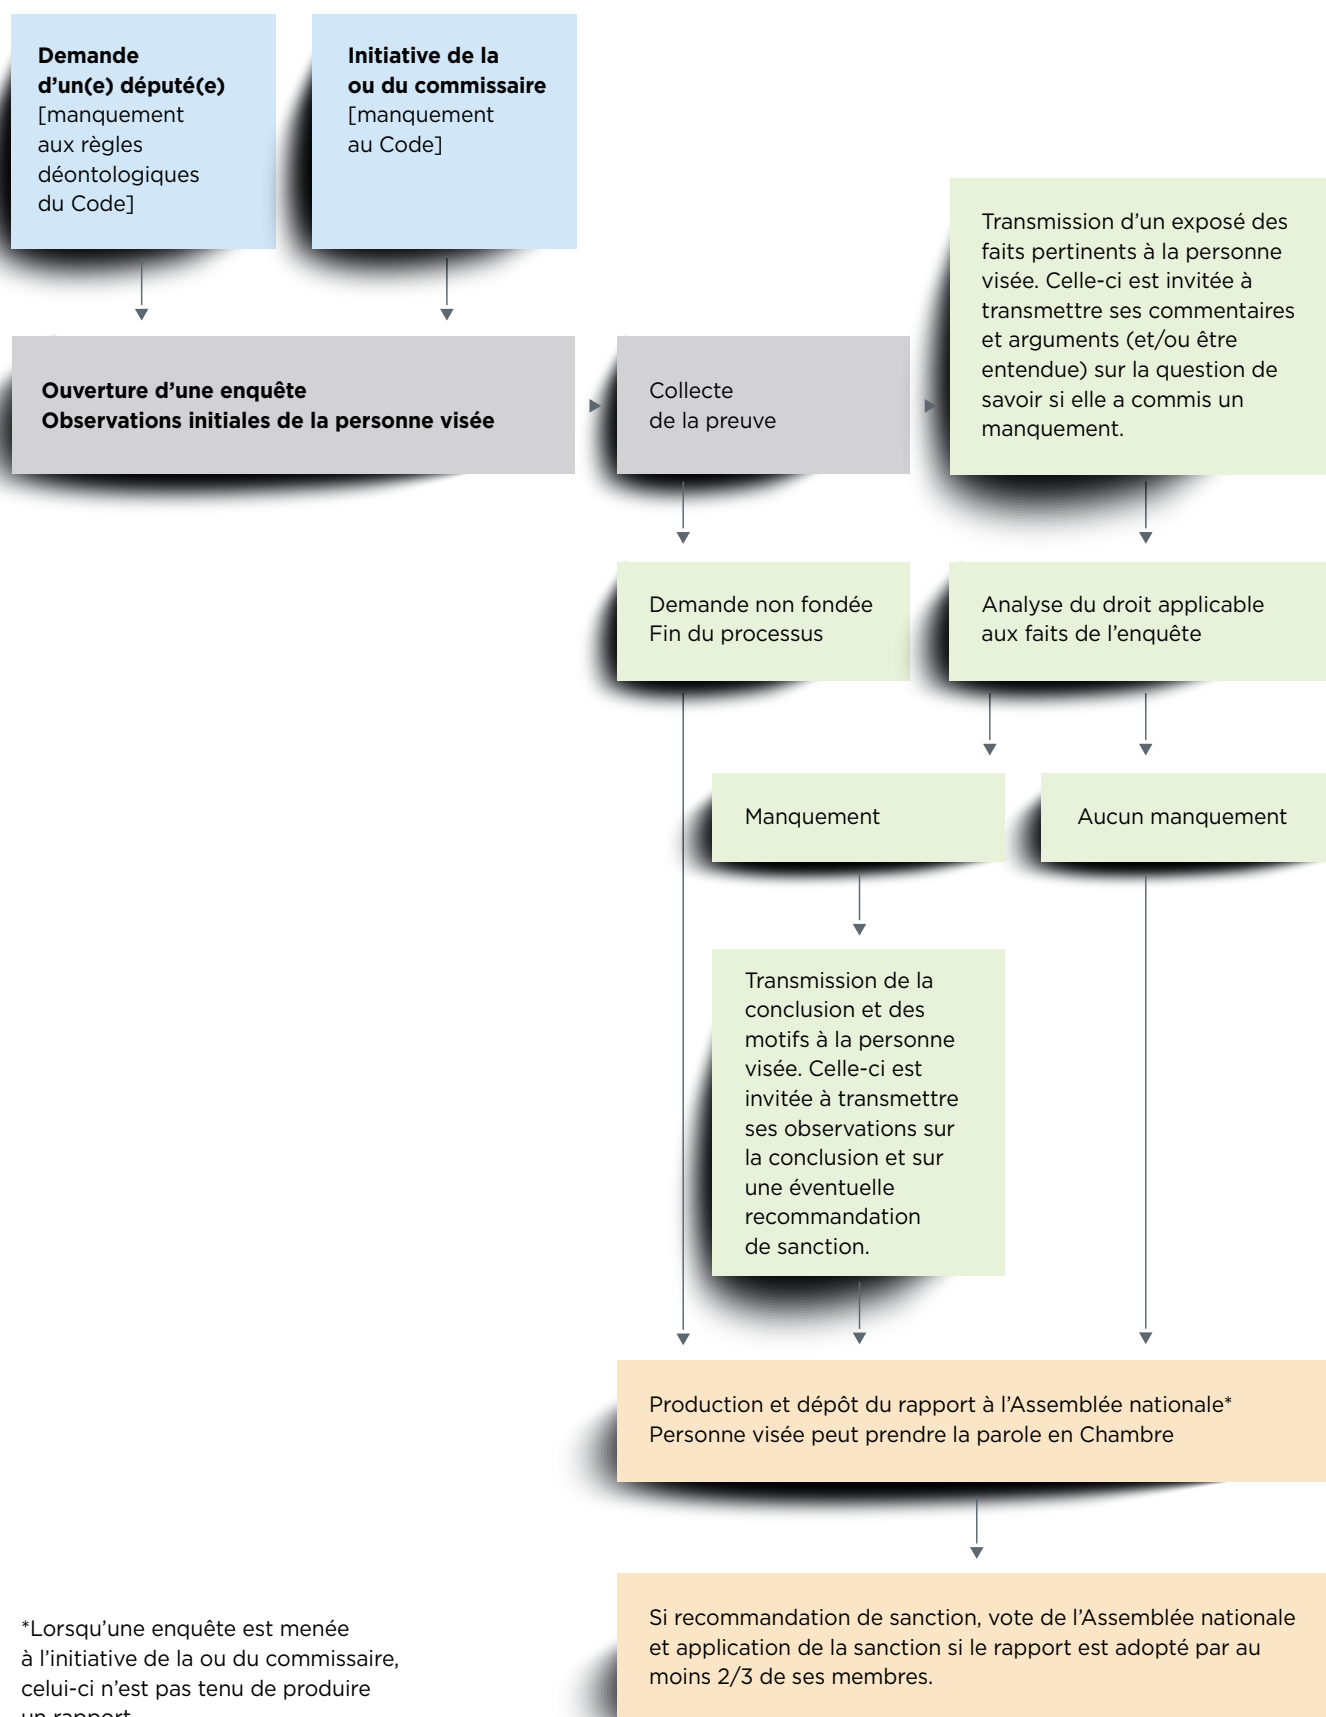 Demande
d'un(e) député(e)
[manquement
aux règles
déontologiques
du Code]
Initiative de la
ou du commissaire
[manquement
au Code]
Ouverture d'une enquête
Observations initiales de la personne visée
Collecte
de la preuve
Transmission d'un exposé des
faits pertinents à la personne
visée. Celle-ci est invitée à
transmettre ses commentaires
et arguments (et/ou être
entendue) sur la question de
savoir si elle a commis un
manquement.
Demande non fondée
Fin du processus
Analyse du droit applicable
aux faits de l'enquête
Manquement
Aucun manquement
Transmission de la
conclusion et des
motifs à la personne
visée. Celle-ci est
invitée à transmettre
ses observations sur
la conclusion et sur
une éventuelle
recommandation
de sanction.
Production et dépôt du rapport à l'Assemblée nationale*
Personne visée peut prendre la parole en Chambre
Si recommandation de sanction, vote de l'Assemblée nationale
et application de la sanction si le rapport est adopté par au
moins 2/3 de ses membres.
*Lorsqu'une enquête est menée
à l'initiative de la ou du commissaire,
celui-ci n'est pas tenu de produire
un rapport